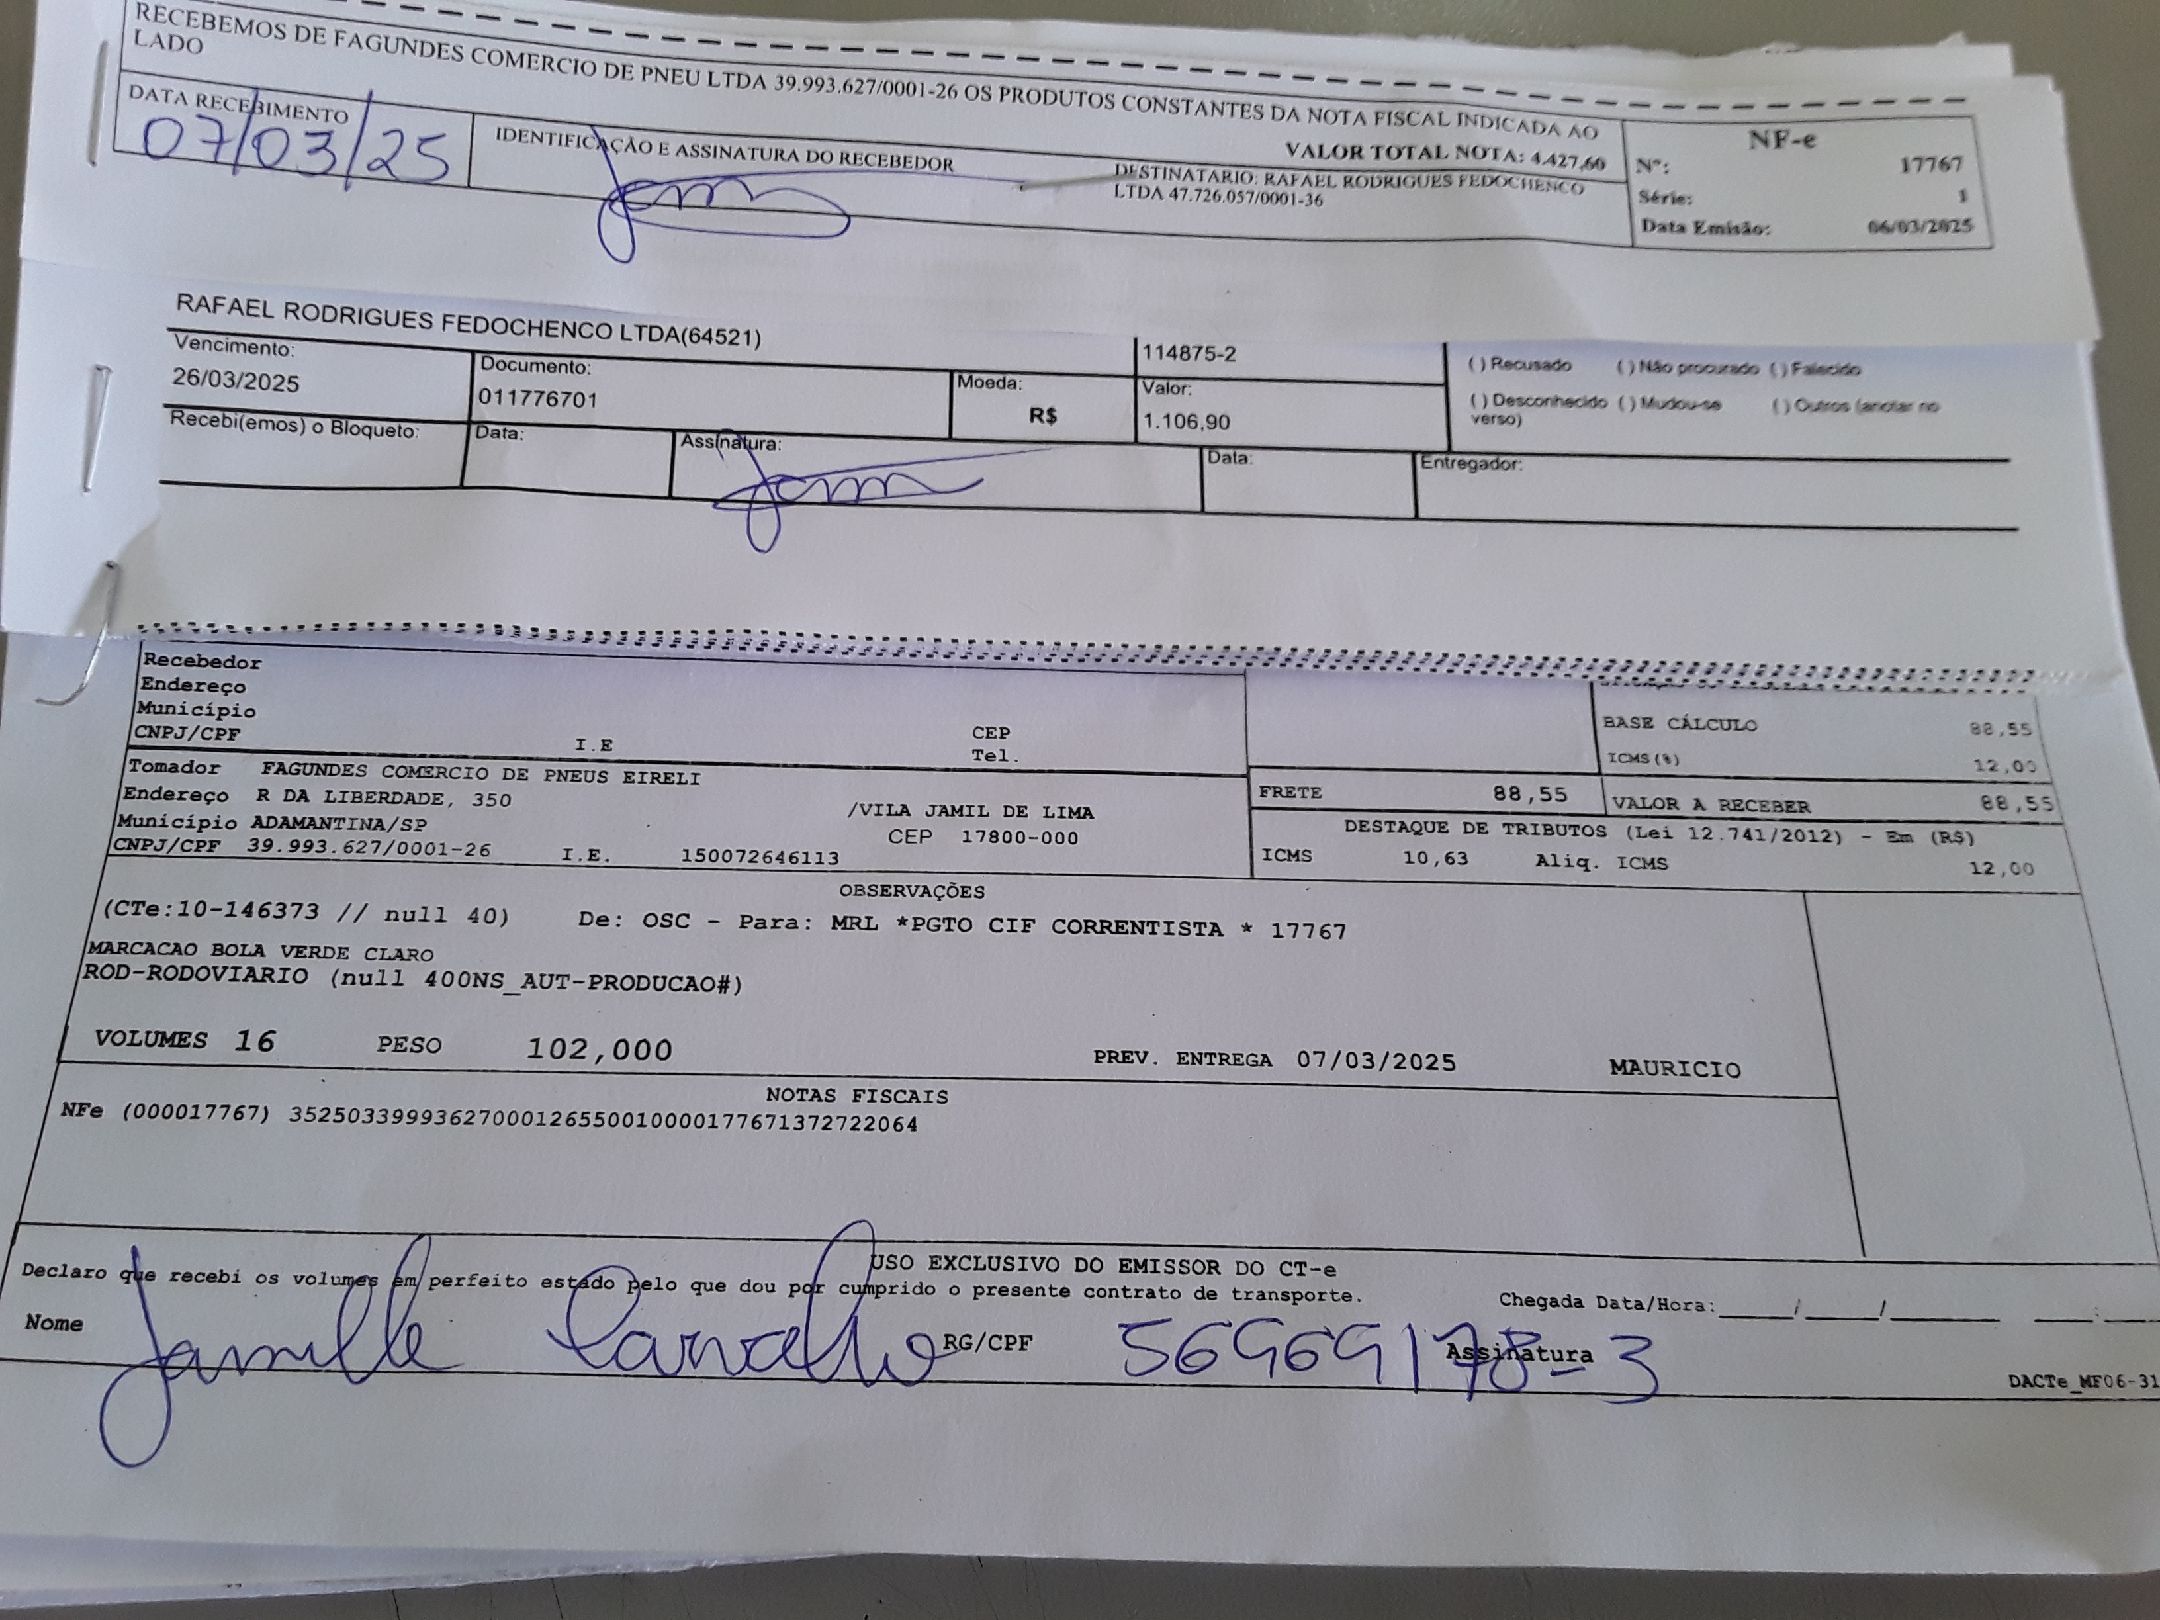 RECEBEMOS DE FAGUNDES COMERCIO DE PNEU LTDA 39.993.627/0001-26 OS PRODUTOS CONSTANTES DA NOTA FISCAL INDICADA AO
LADO
VALOR TOTAL NOTA: 4.427,60
DATA RECEBIMENTO
07/03/25
IDENTIFICAÇÃO E ASSINATURA DO RECEBEDOR
DESTINATÁRIO: RAFAEL RODRIGUES FEDOCHENCO
LTDA 47.726.057/0001-36
NF-e
Nº: 17767
Série: 1
Data Emisão: 06/03/2025
RAFAEL RODRIGUES FEDOCHENCO LTDA(64521)
114875-2
Vencimento:
26/03/2025
Documento:
011776701
Moeda:
R$
Valor:
1.106,90
( ) Recusado ( ) Não procurado ( ) Falecido
( ) Desconhecido ( ) Mudou-se ( ) Outros (anotar no
verso)
Recebi(emos) o Bloqueto: Data: Assinatura: Data: Entregador:
Recebedor
Endereço
Município CEP
CNPJ/CPF I.E Tel.
BASE CÁLCULO 88,55
ICMS(%) 12,00
Tomador FAGUNDES COMERCIO DE PNEUS EIRELI
Endereço R DA LIBERDADE, 350 /VILA JAMIL DE LIMA
Município ADAMANTINA/SP CEP 17800-000
CNPJ/CPF 39.993.627/0001-26 I.E. 150072646113
FRETE 88,55 VALOR A RECEBER 88,55
DESTAQUE DE TRIBUTOS (Lei 12.741/2012) - Em (R$)
ICMS 10,63 Aliq. ICMS 12,00
OBSERVAÇÕES
(CTe:10-146373 // null 40) De: OSC - Para: MRL *PGTO CIF CORRENTISTA * 17767
MARCACAO BOLA VERDE CLARO
ROD-RODOVIARIO (null 400NS_AUT-PRODUCAO#)
VOLUMES 16 PESO 102,000 PREV. ENTREGA 07/03/2025 MAURICIO
NOTAS FISCAIS
NFe (000017767) 35250339993627000126550010000177671372722064
USO EXCLUSIVO DO EMISSOR DO CT-e
Declaro que recebi os volumes em perfeito estado pelo que dou por cumprido o presente contrato de transporte.
Chegada Data/Hora:____/____/____ ___:___
Nome Jamille Carvalho RG/CPF 56969178-3 Assinatura
DACTe_MF06-31